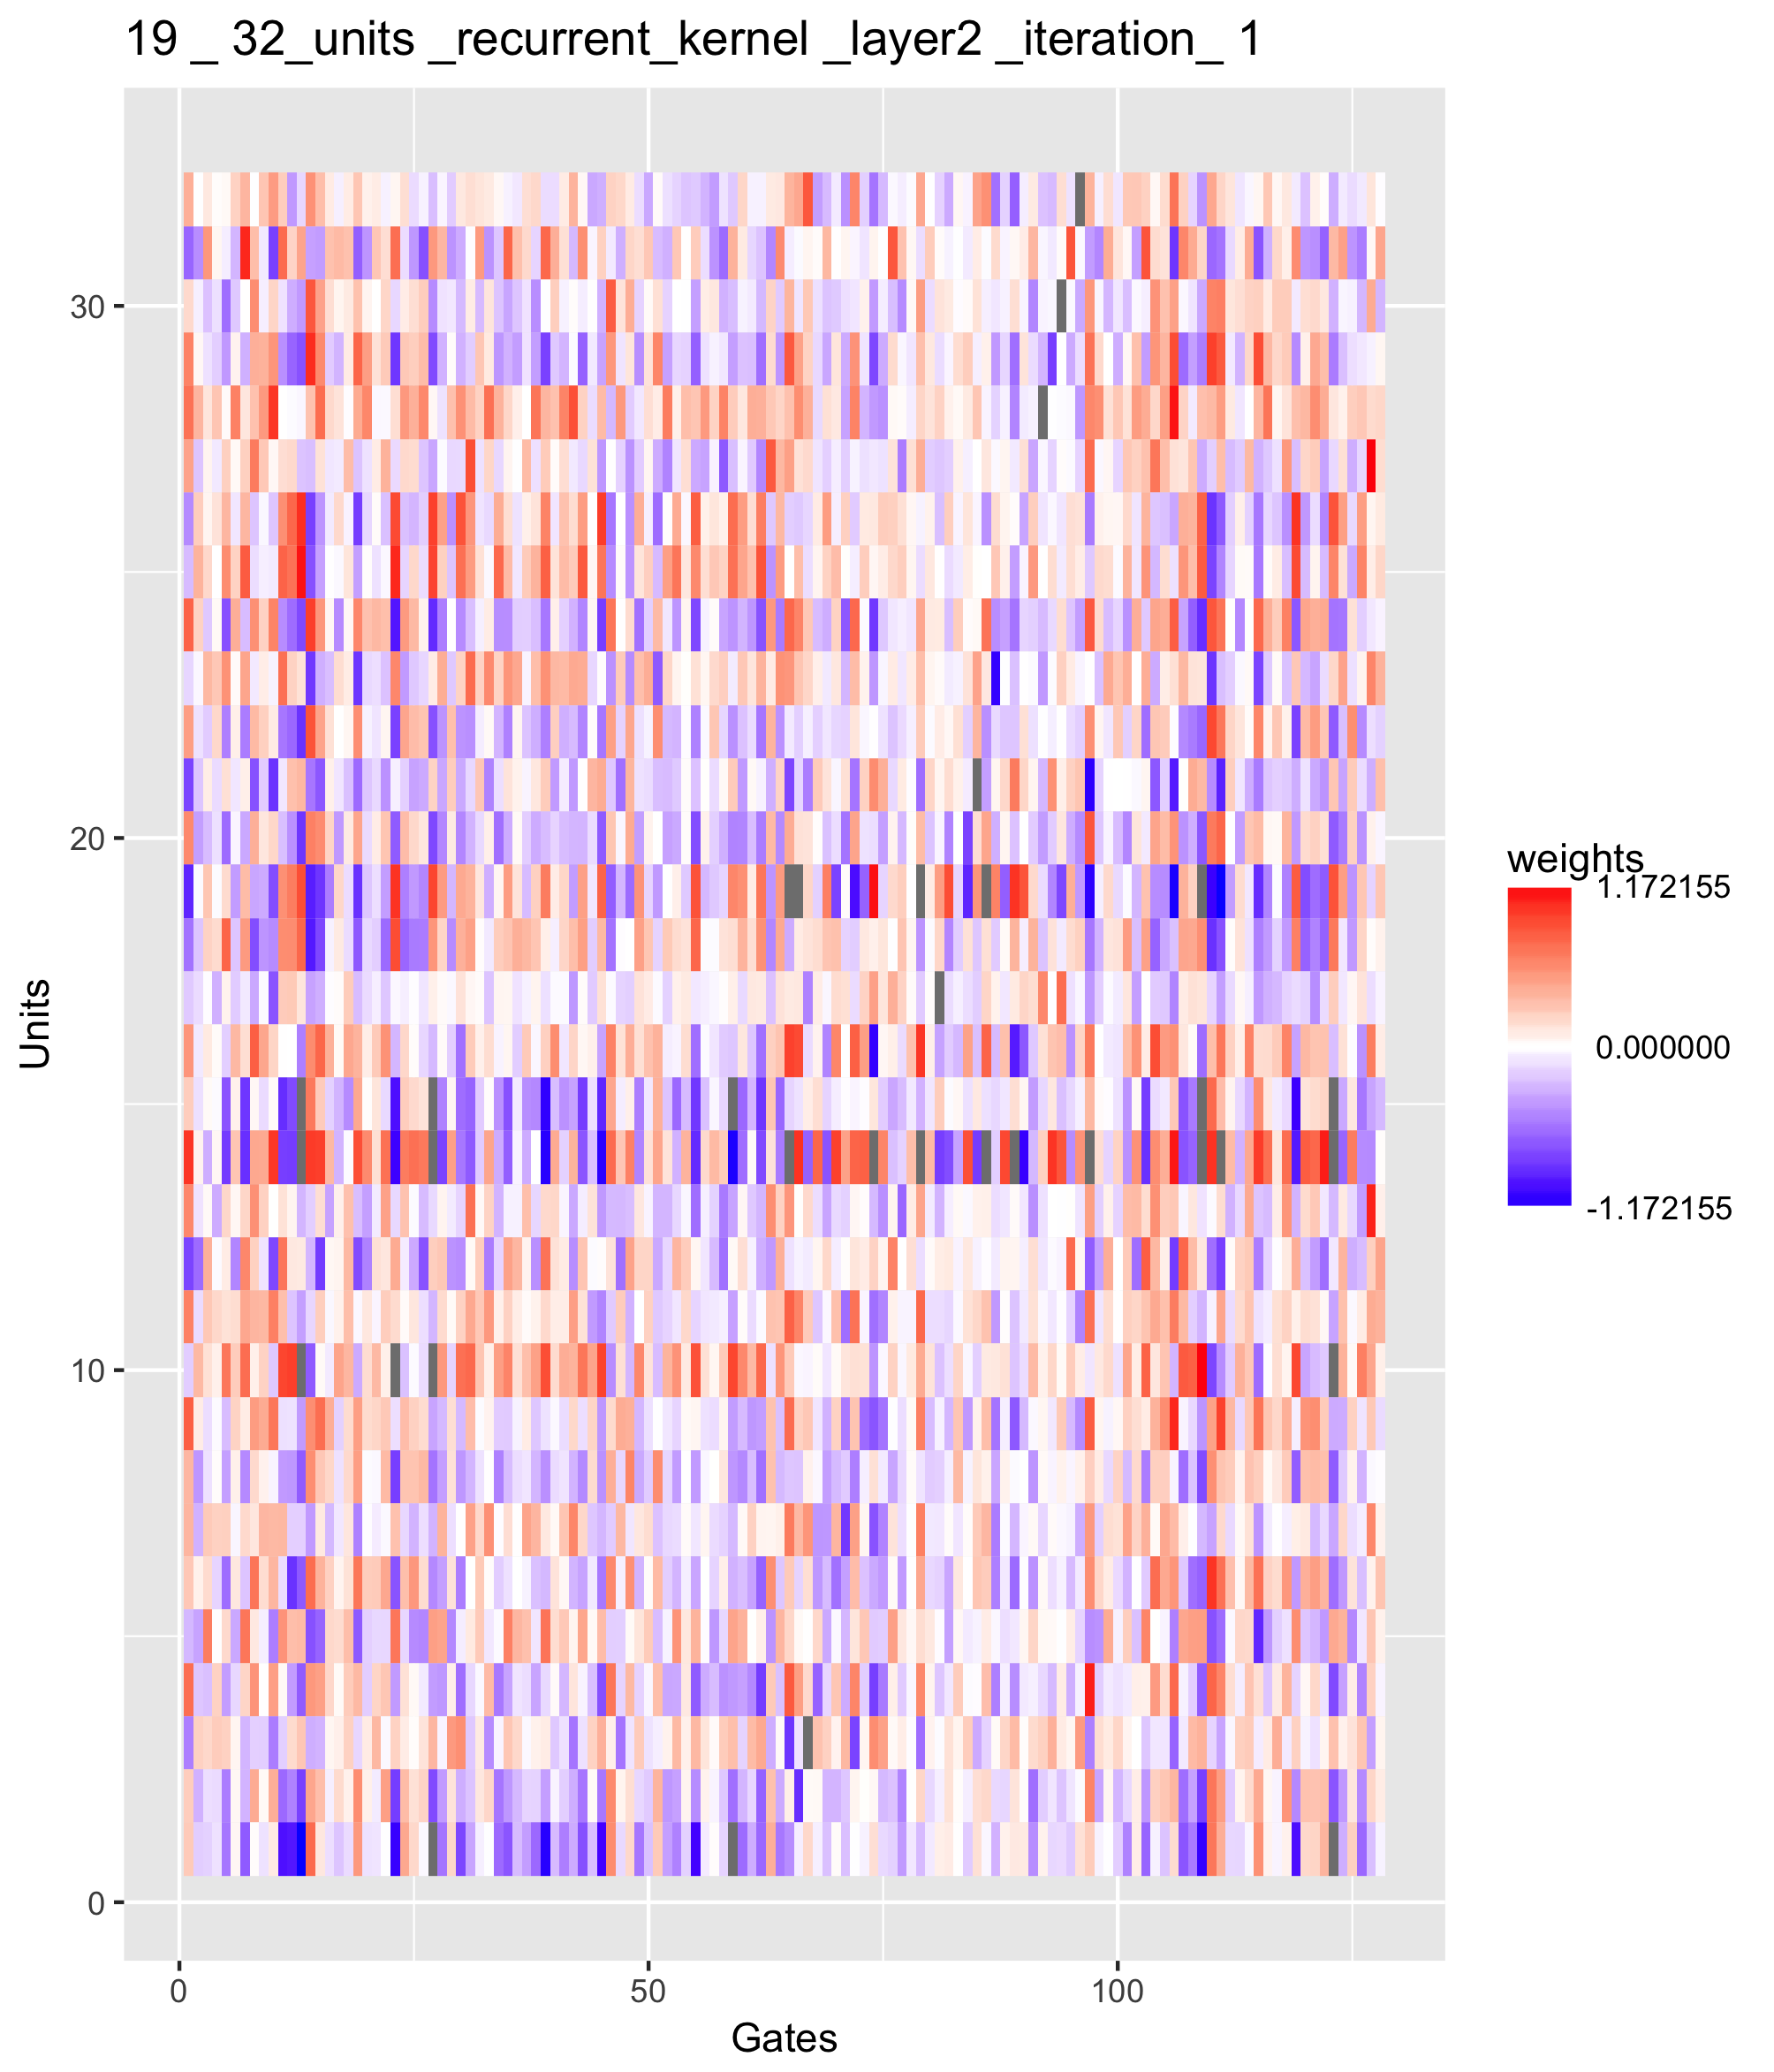 19 _ 32_units _recurrent_kernel _layer2 _iteration_ 1
30
20
10
0
Units
0 50 100
Gates
weights
1.172155
0.000000
-1.172155